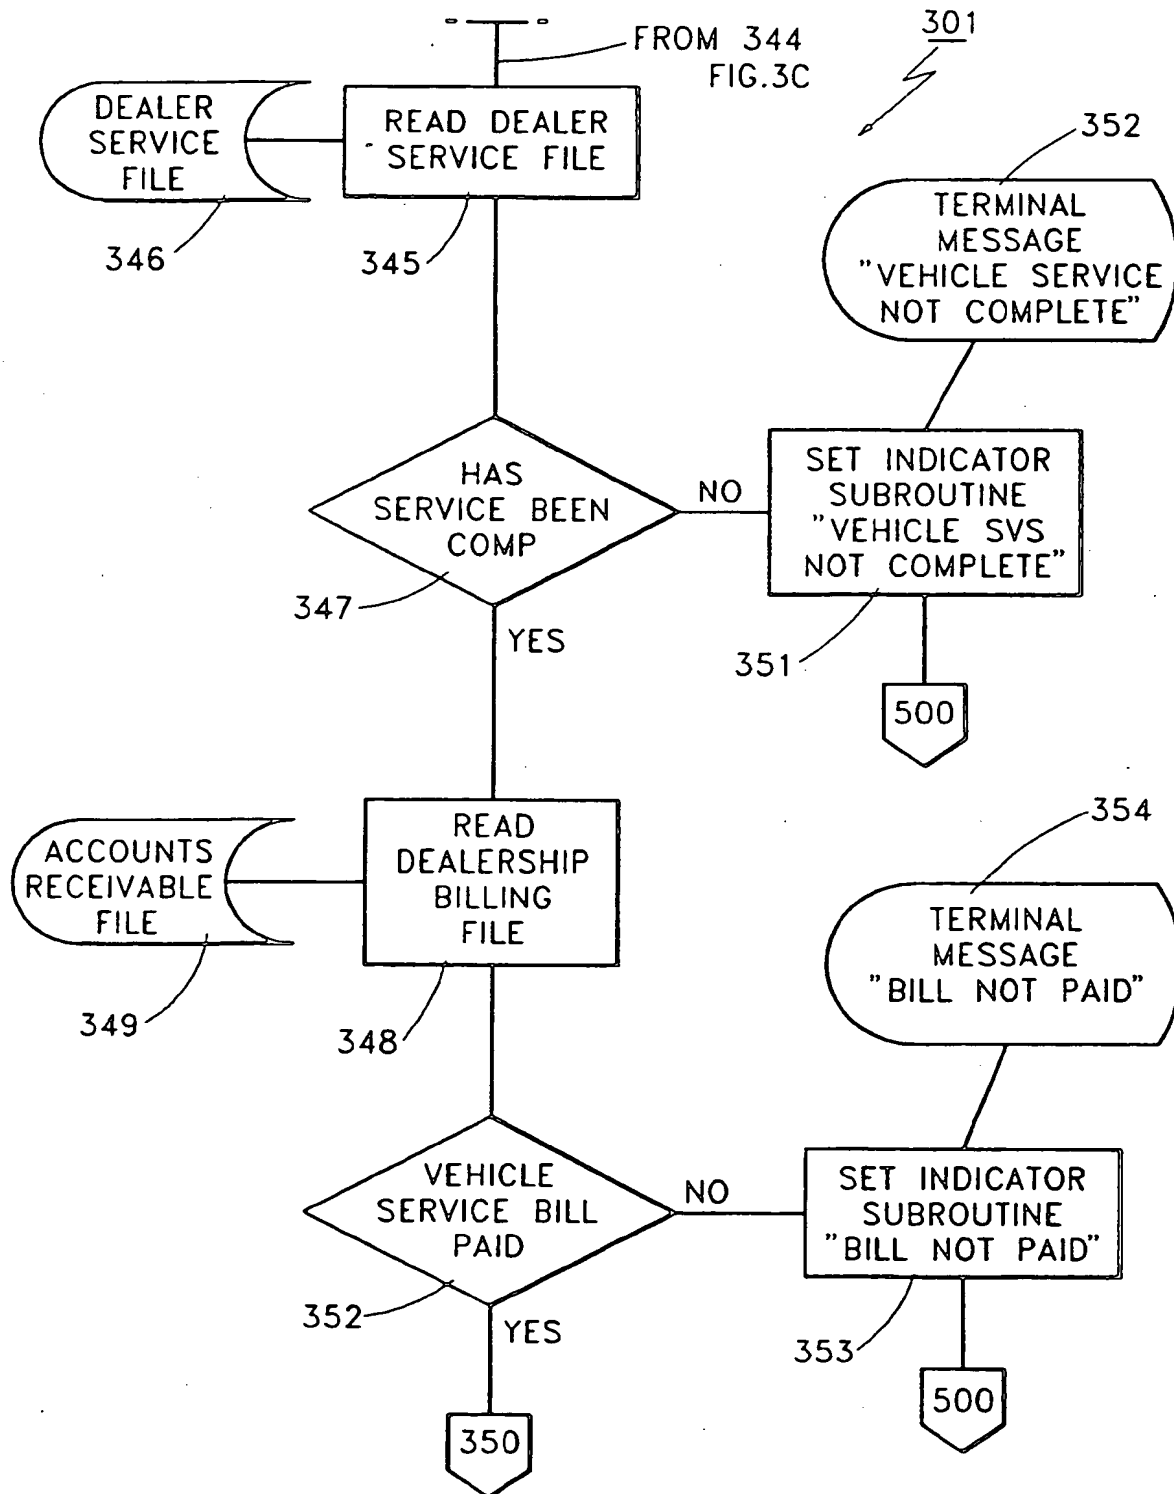 FROM 344
FIG.3C
301
DEALER
SERVICE
FILE
346
READ DEALER
SERVICE FILE
345
352
TERMINAL
MESSAGE
"VEHICLE SERVICE
NOT COMPLETE"
HAS
SERVICE BEEN
COMP
347
NO
YES
SET INDICATOR
SUBROUTINE
"VEHICLE SVS
NOT COMPLETE"
351
500
ACCOUNTS
RECEIVABLE
FILE
349
READ
DEALERSHIP
BILLING
FILE
348
354
TERMINAL
MESSAGE
"BILL NOT PAID"
VEHICLE
SERVICE BILL
PAID
352
NO
YES
SET INDICATOR
SUBROUTINE
"BILL NOT PAID"
353
500
350